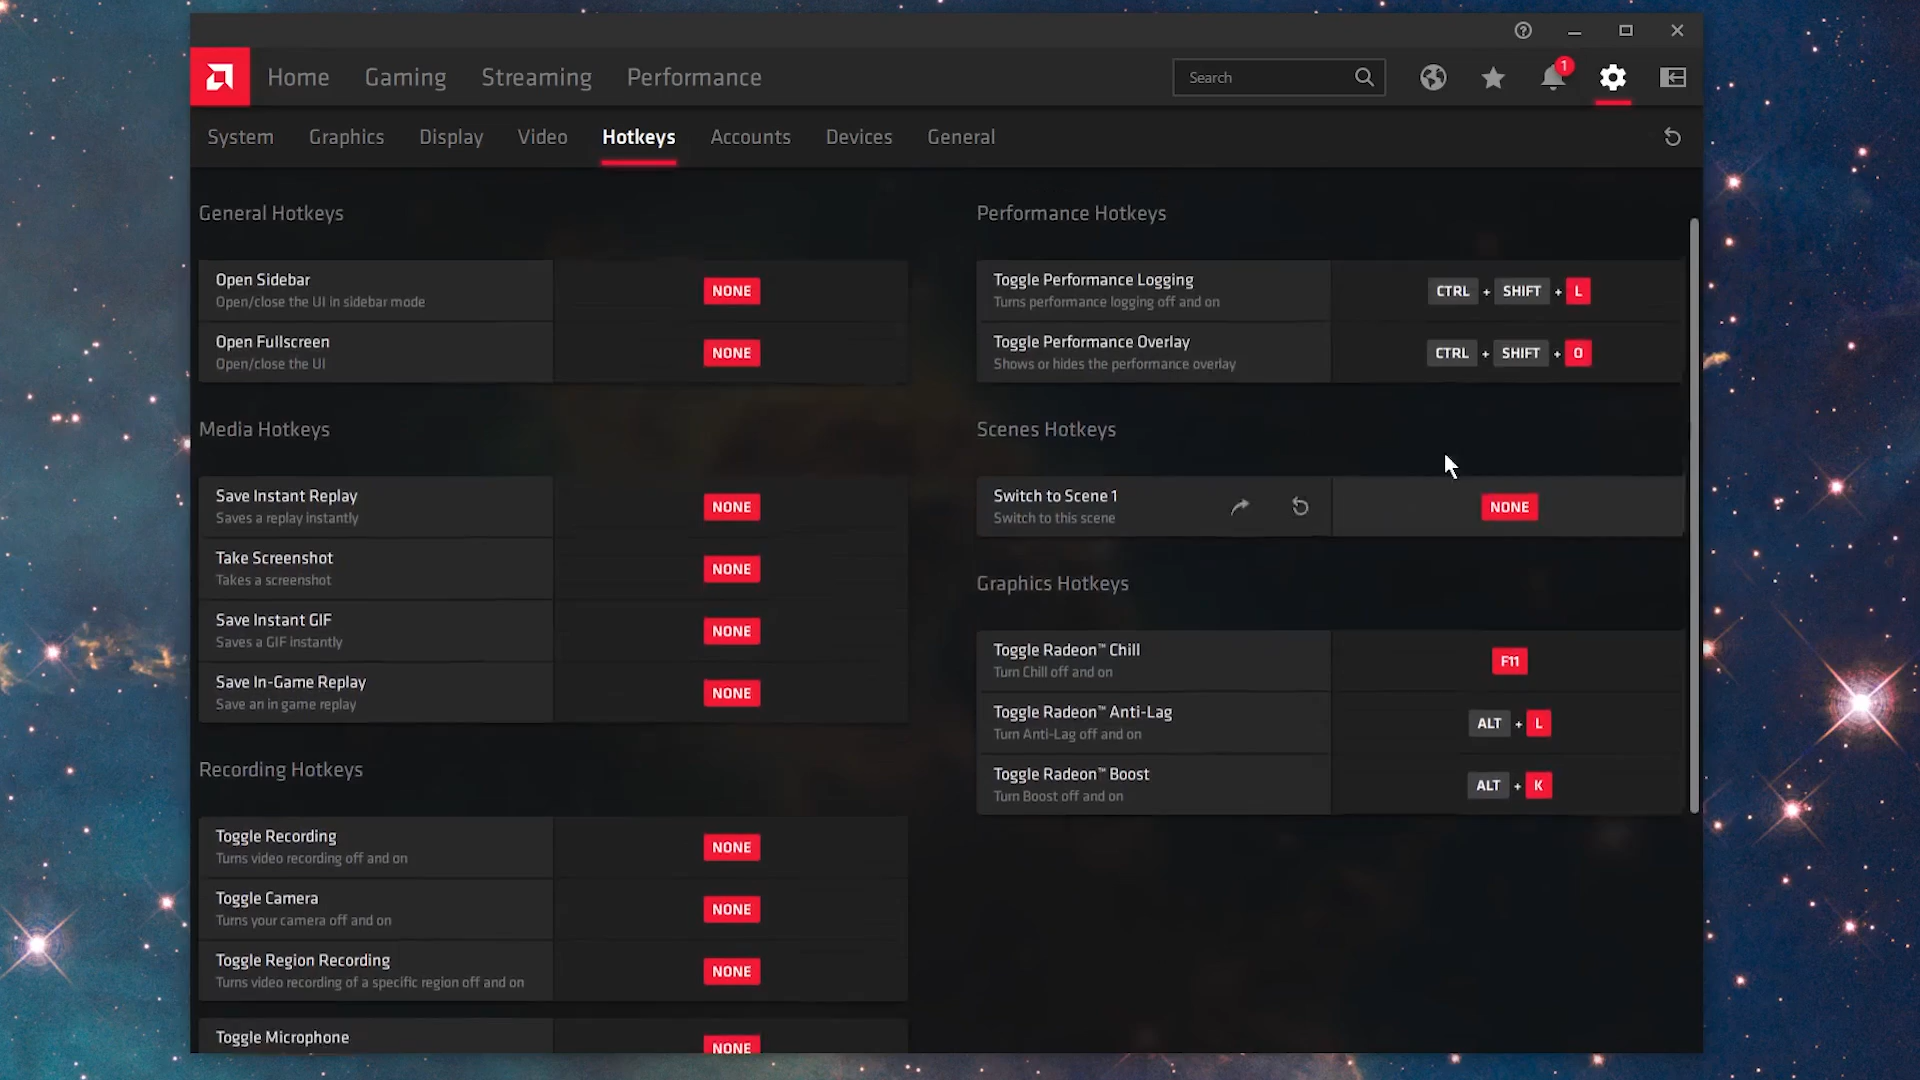 Home Gaming Streaming Performance
Search
1
System Graphics Display Video Hotkeys Accounts Devices General
General Hotkeys
Open Sidebar
Open/close the UI in sidebar mode
NONE
Open Fullscreen
Open/close the UI
NONE
Media Hotkeys
Save Instant Replay
Saves a replay instantly
NONE
Take Screenshot
Takes a screenshot
NONE
Save Instant GIF
Saves a GIF instantly
NONE
Save In-Game Replay
Save an in game replay
NONE
Recording Hotkeys
Toggle Recording
Turns video recording off and on
NONE
Toggle Camera
Turns your camera off and on
NONE
Toggle Region Recording
Turns video recording of a specific region off and on
NONE
Toggle Microphone
NONE
Performance Hotkeys
Toggle Performance Logging
Turns performance logging off and on
CTRL + SHIFT + L
Toggle Performance Overlay
Shows or hides the performance overlay
CTRL + SHIFT + O
Scenes Hotkeys
Switch to Scene 1
Switch to this scene
NONE
Graphics Hotkeys
Toggle Radeon™ Chill
Turn Chill off and on
F11
Toggle Radeon™ Anti-Lag
Turn Anti-Lag off and on
ALT + L
Toggle Radeon™ Boost
Turn Boost off and on
ALT + K